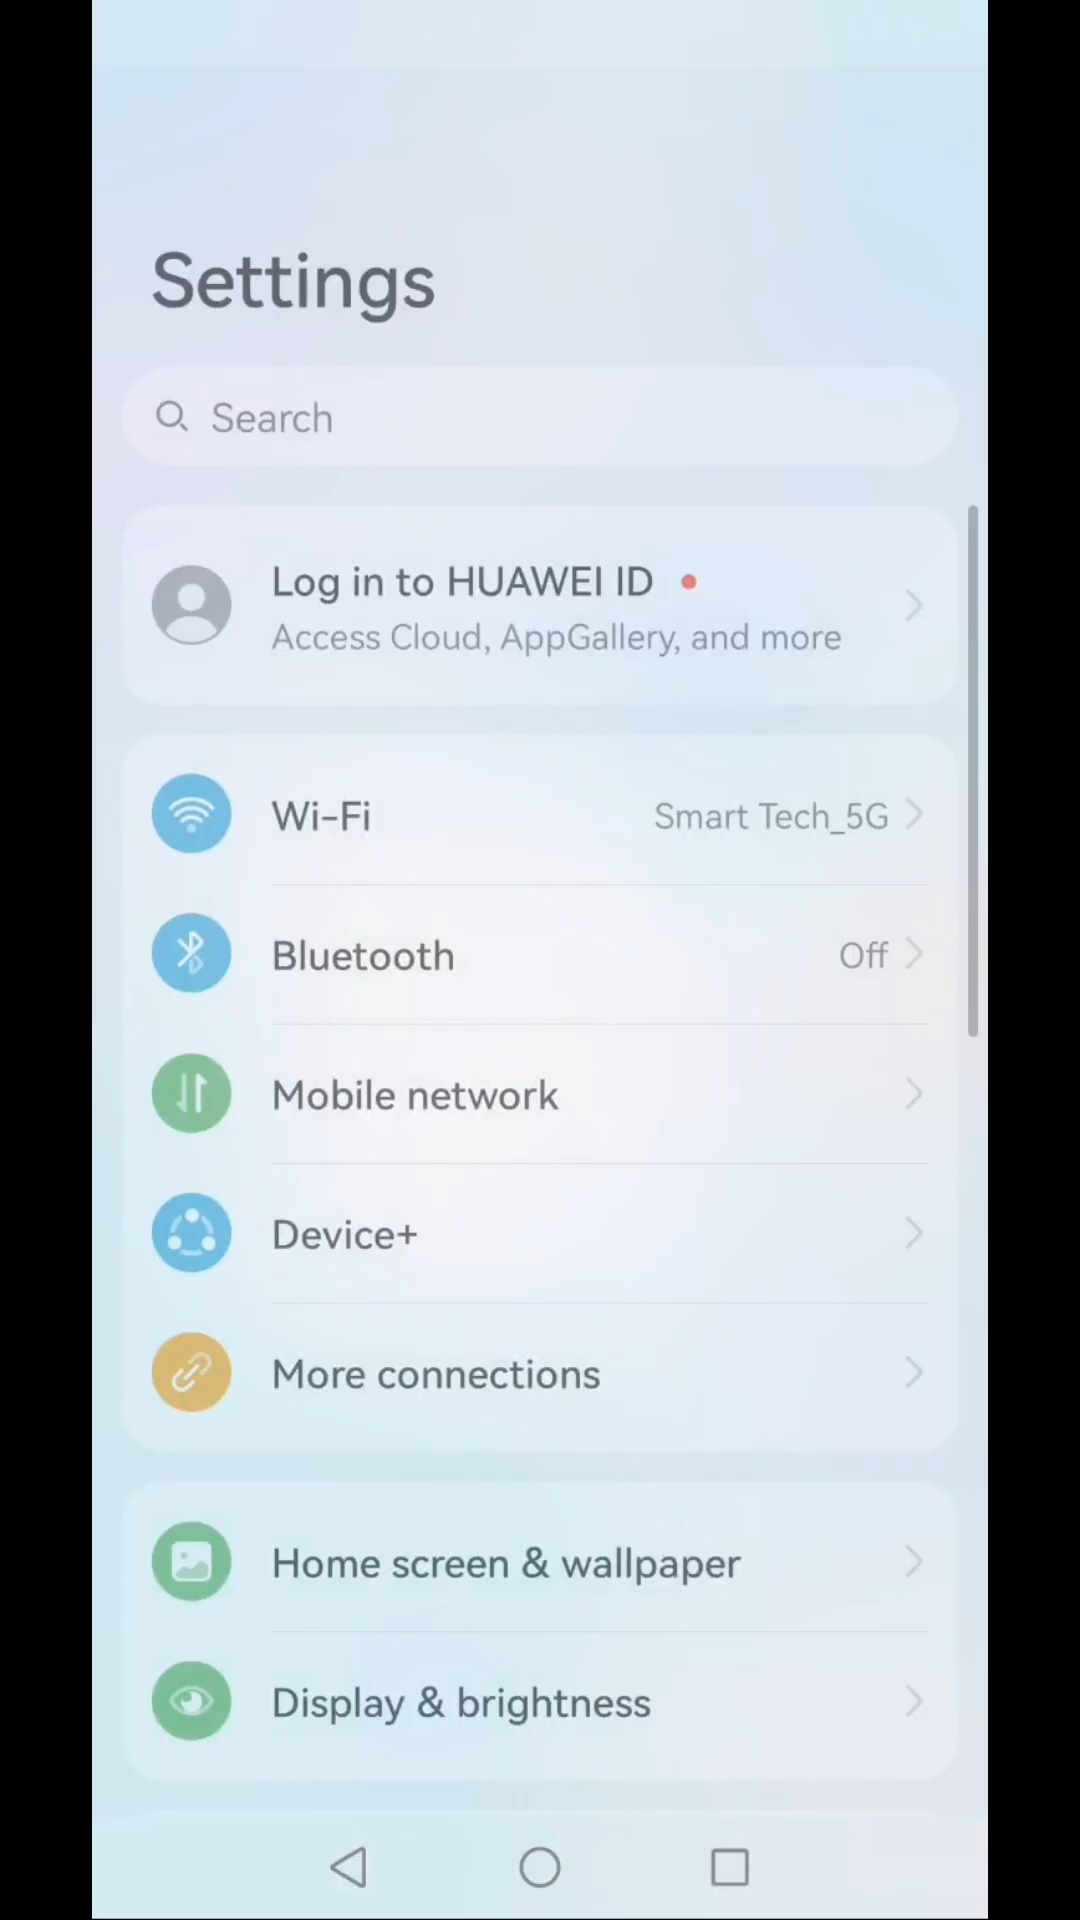 Settings
Search
Log in to HUAWEI ID
Access Cloud, AppGallery, and more
Wi-Fi
Smart Tech_5G
Bluetooth
Off
Mobile network
Device+
More connections
Home screen & wallpaper
Display & brightness